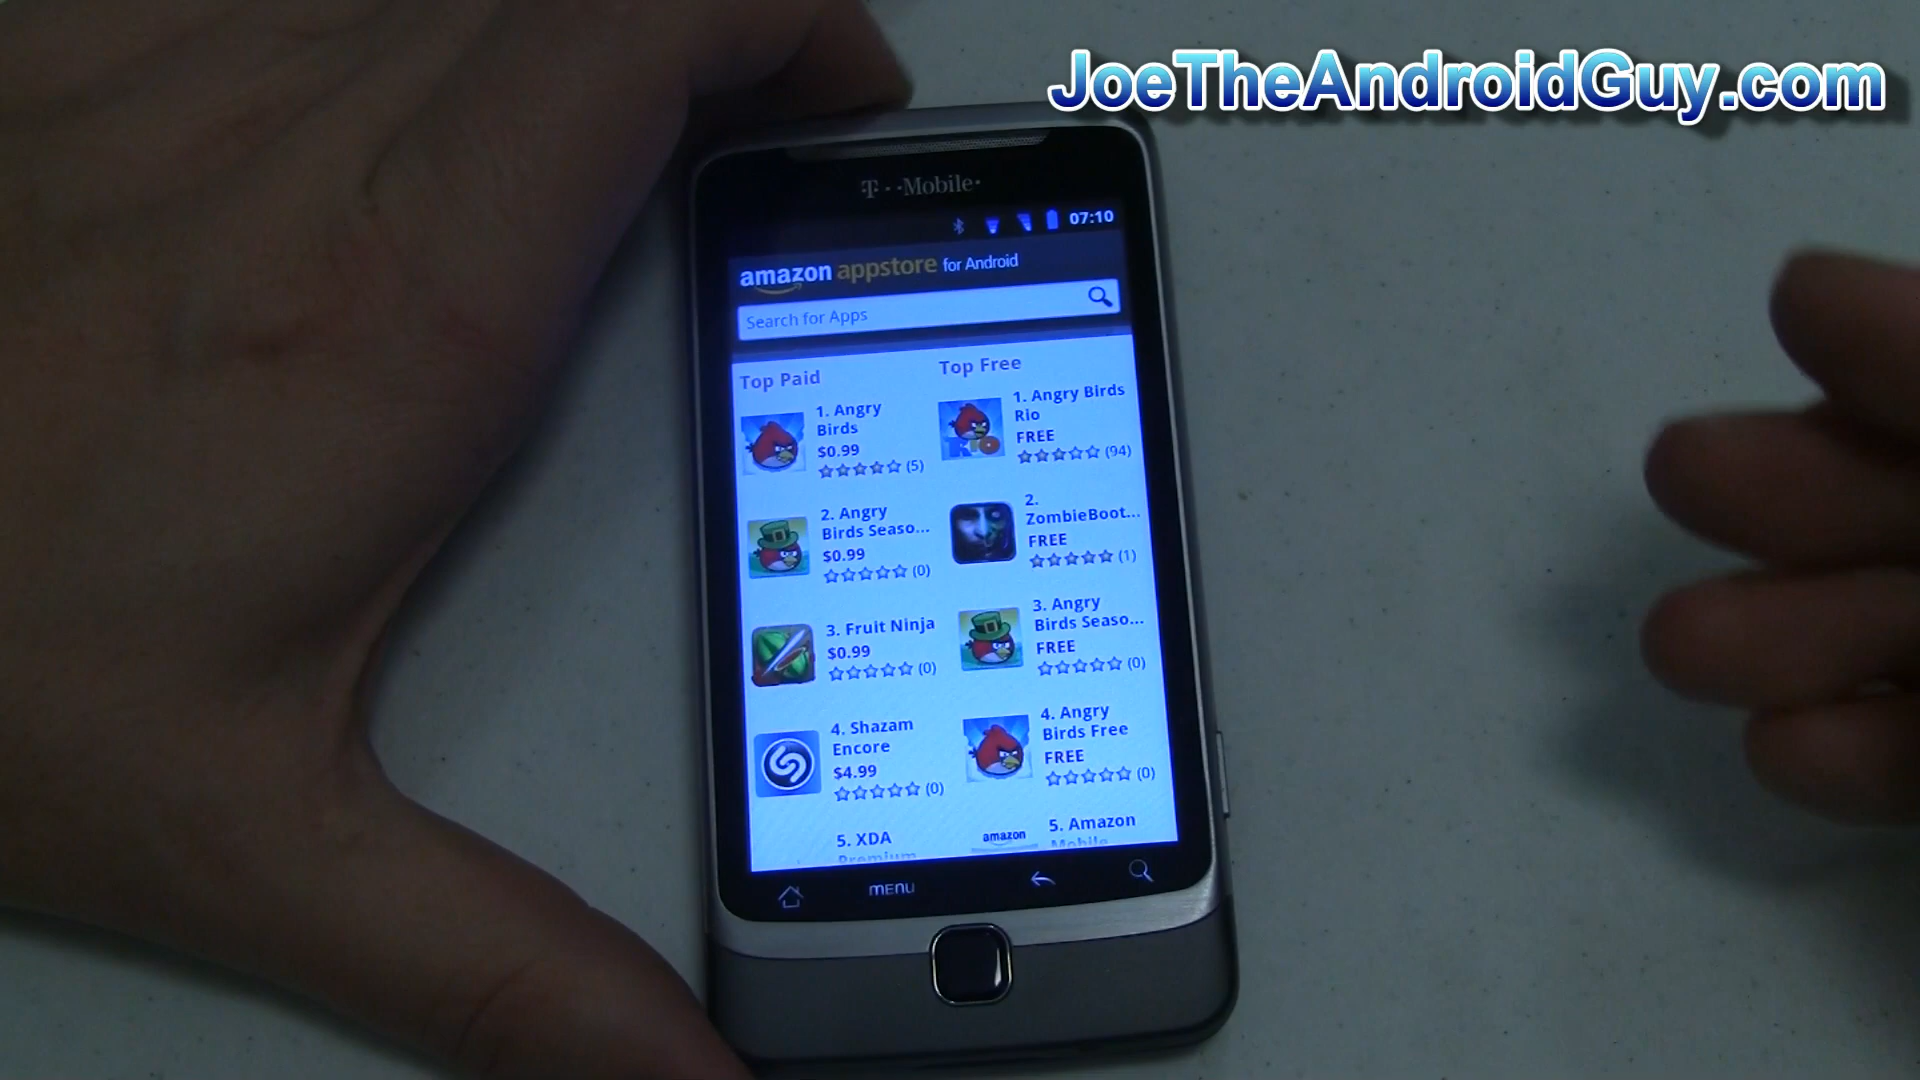 JoeTheAndroidGuy.com
T··Mobile·
07:10
amazon appstore for Android
Search for Apps
Top Paid
1. Angry
Birds
$0.99
(5)
2. Angry
Birds Seaso...
$0.99
(0)
3. Fruit Ninja
$0.99
(0)
4. Shazam
Encore
$4.99
(0)
5. XDA
Premium
Top Free
1. Angry Birds
Rio
FREE
(94)
RIO
2.
ZombieBoot...
FREE
(1)
3. Angry
Birds Seaso...
FREE
(0)
4. Angry
Birds Free
FREE
(0)
amazon
5. Amazon
Mobile
MENU